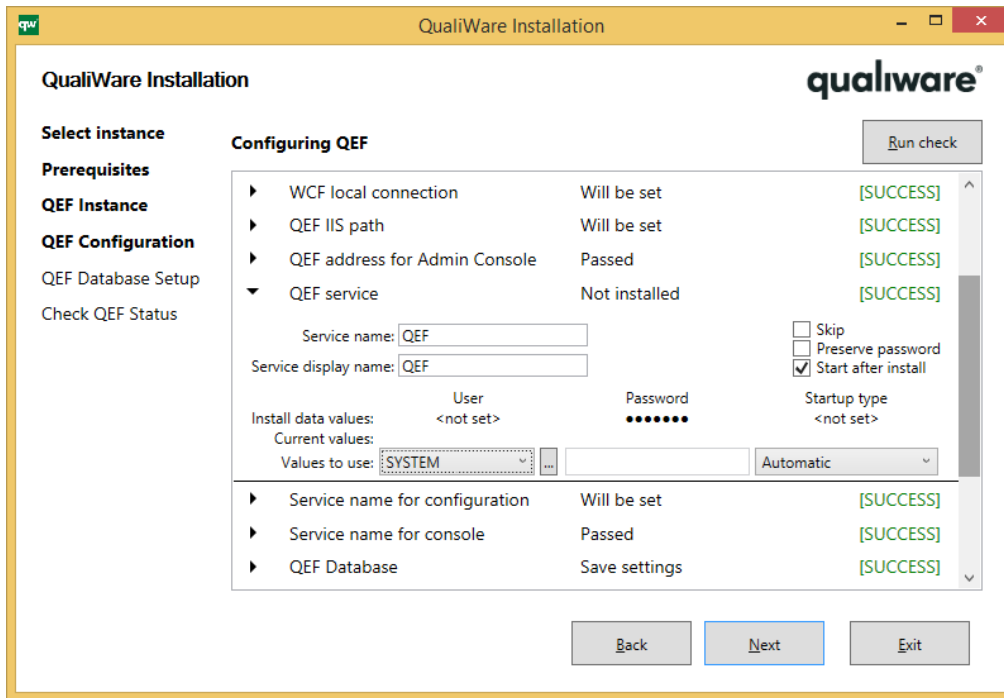 qw QualiWare Installation
QualiWare Installation qualiware®
Select instance
Prerequisites
QEF Instance
QEF Configuration
QEF Database Setup
Check QEF Status
Configuring QEF Run check
WCF local connection Will be set [SUCCESS]
QEF IIS path Will be set [SUCCESS]
QEF address for Admin Console Passed [SUCCESS]
QEF service Not installed [SUCCESS]
Service name: QEF Skip
Preserve password
Service display name: QEF Start after install
User Password Startup type
Install data values: <not set> ●●●●●●● <not set>
Current values:
Values to use: SYSTEM ... Automatic
Service name for configuration Will be set [SUCCESS]
Service name for console Passed [SUCCESS]
QEF Database Save settings [SUCCESS]
Back Next Exit